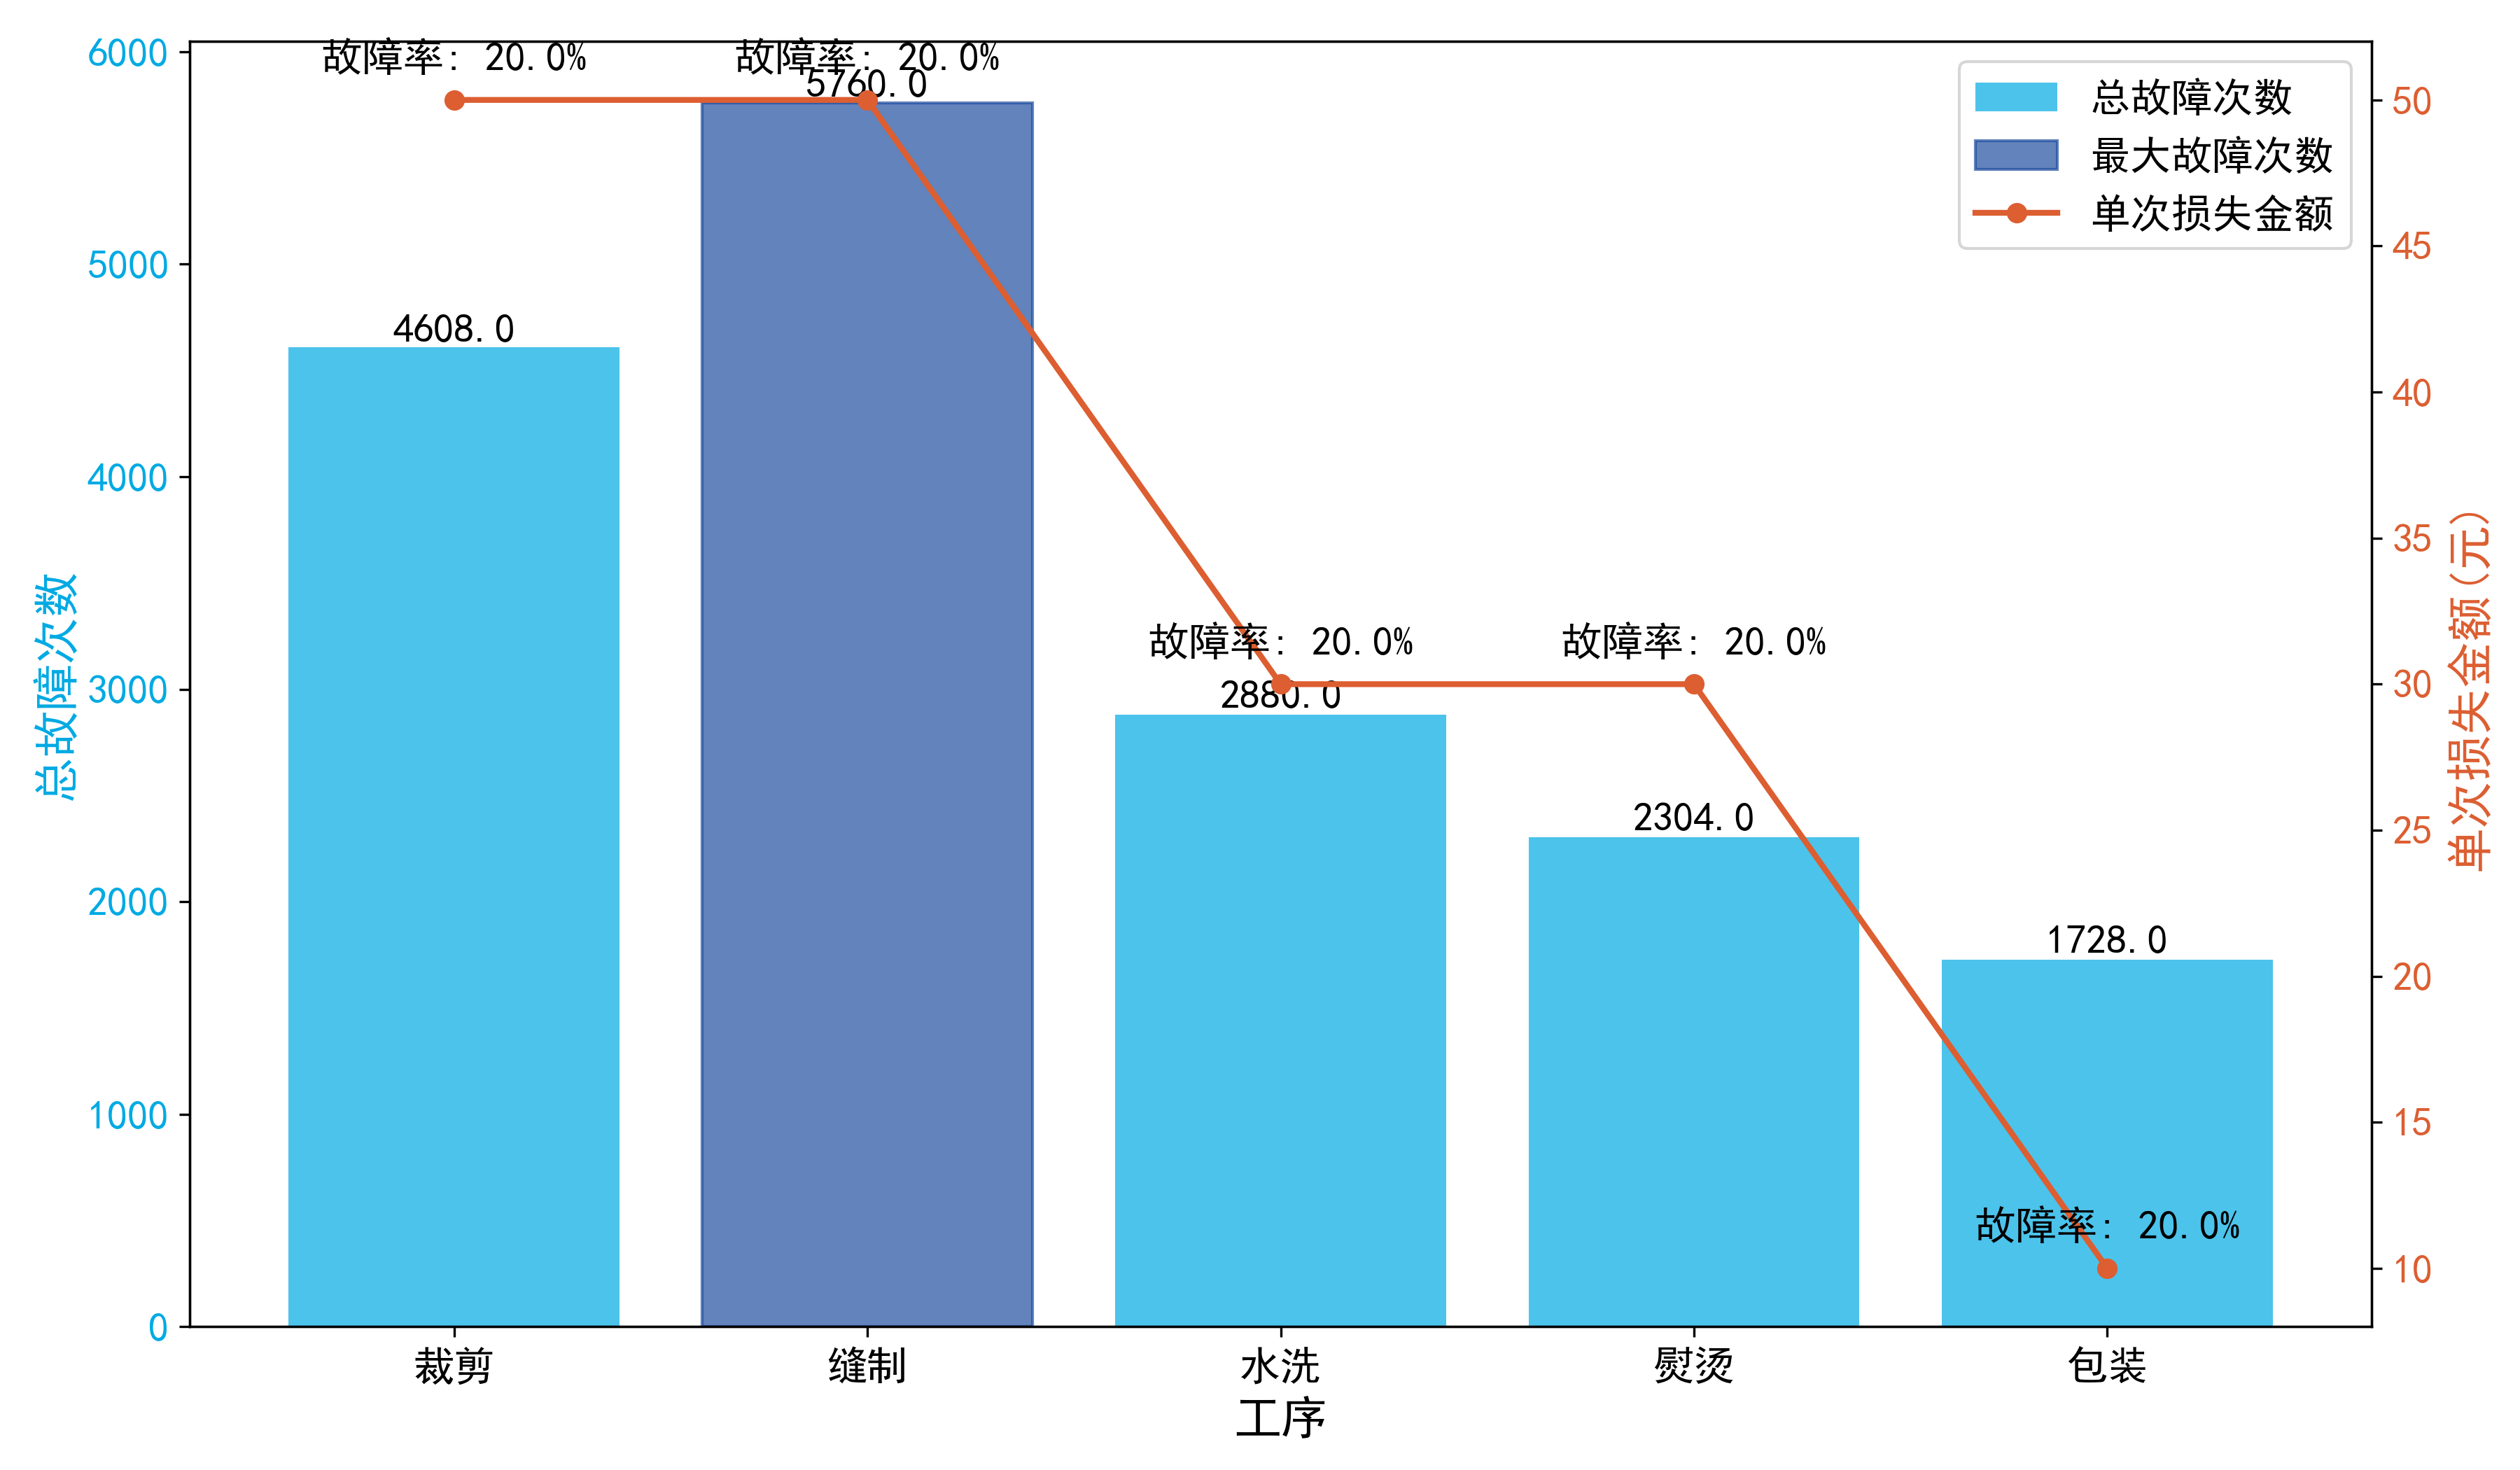 故障率: 20.0%
故障率: 20.0%
5760.0
4608.0
故障率: 20.0%
故障率: 20.0%
2880.0
2304.0
1728.0
故障率: 20.0%
总故障次数
最大故障次数
单次损失金额
6000
5000
4000
3000
2000
1000
0
总故障次数
50
45
40
35
30
25
20
15
10
单次损失金额(元)
裁剪
缝制
水洗
熨烫
包装
工序